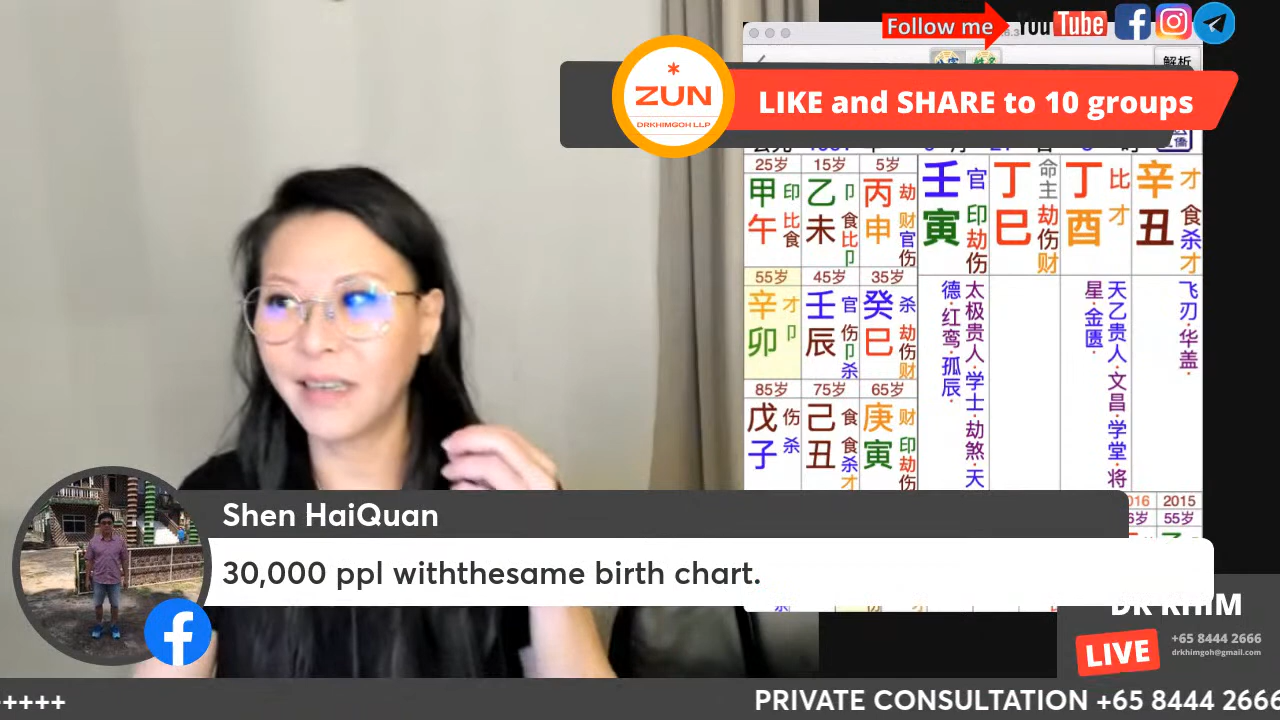 Follow me
YouTube
ZUN
DRKHIMGOH LLP
LIKE and SHARE to 10 groups
解析
25岁 15岁 5岁
甲 印 乙 卩 丙 劫
午 比 食 未 食 比 卩 申 财 官 伤
55岁 45岁 35岁
辛 才 壬 官 癸 杀
卯 卩 辰 伤 卩 杀 巳 劫 伤 财
85岁 75岁 65岁
戊 伤 己 食 庚 财
子 杀 丑 食 杀 才 寅 印 劫 伤
壬 官 丁 命主 丁 比 辛 才
寅 印 劫 伤 巳 劫 伤 财 酉 才 丑 食 杀 才
太极贵人·学士·劫煞·天
德·红鸾·孤辰·
天乙贵人·文昌·学堂·将
星·金匮·
飞刃·华盖·
2015
55岁
Shen HaiQuan
30,000 ppl withthesame birth chart.
DR KHIM
LIVE
+65 8444 2666
drkhimgoh@gmail.com
++++
PRIVATE CONSULTATION +65 8444 2666